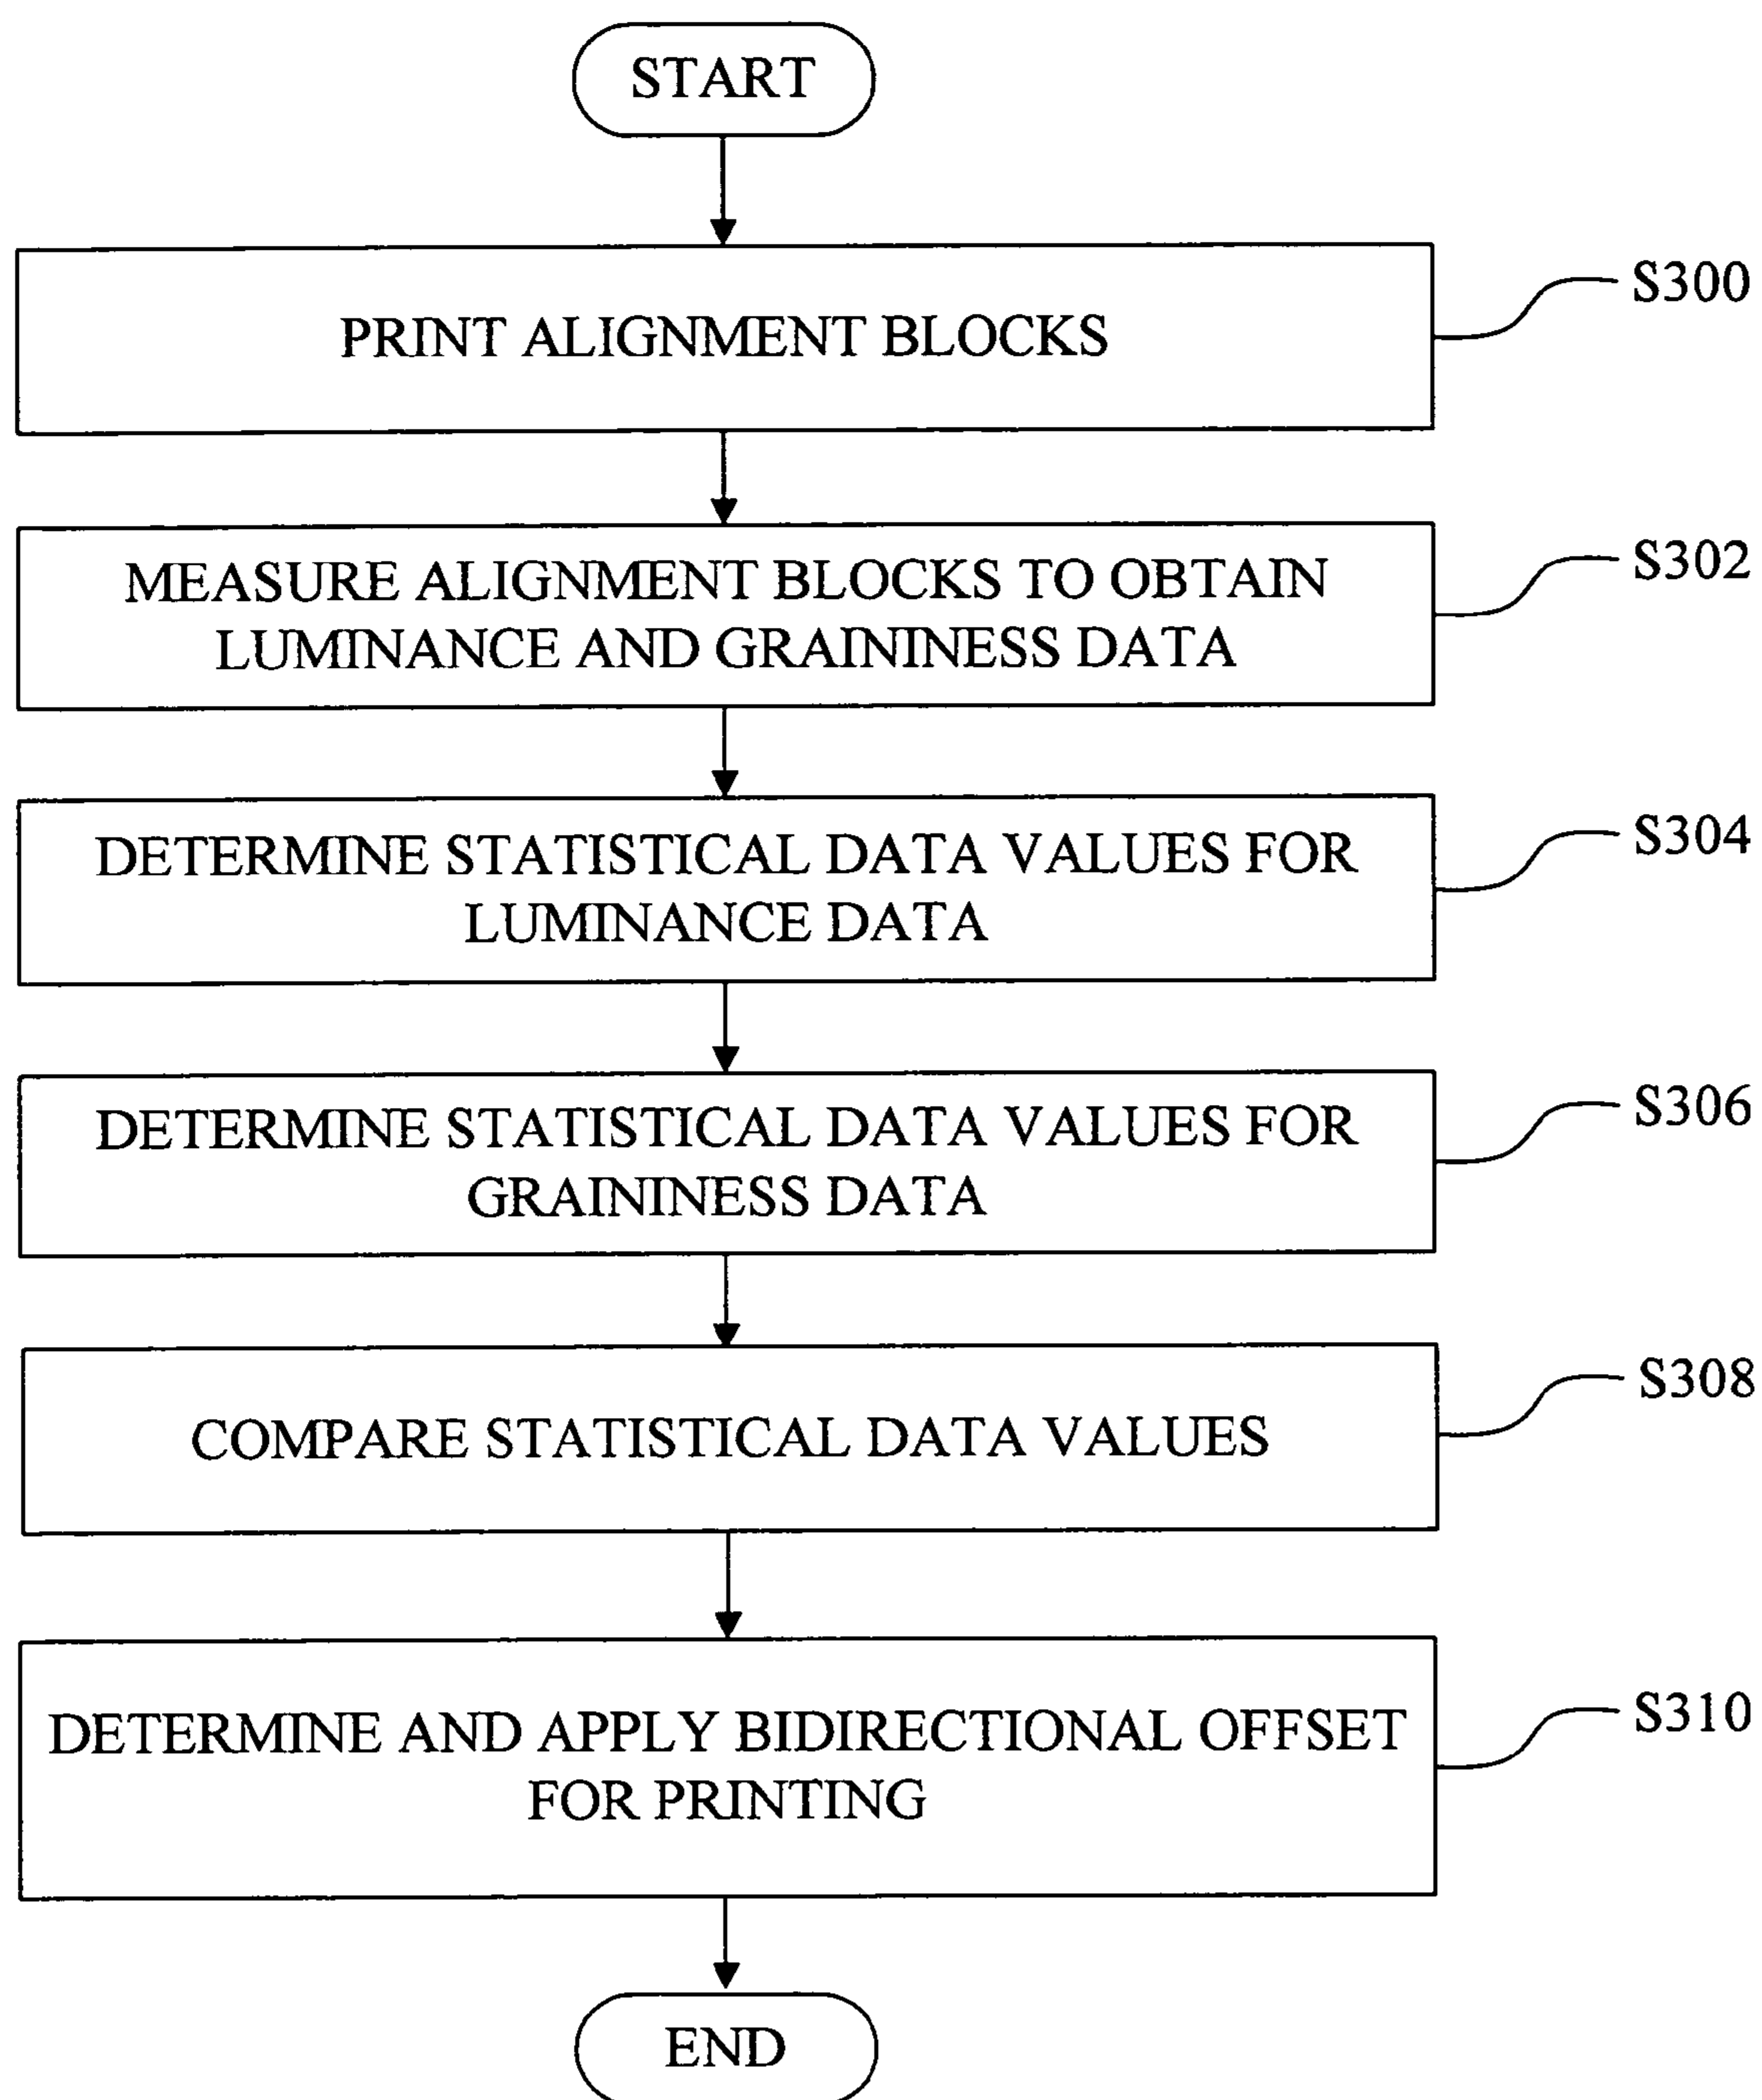 START
PRINT ALIGNMENT BLOCKS
S300
MEASURE ALIGNMENT BLOCKS TO OBTAIN
LUMINANCE AND GRAININESS DATA
S302
DETERMINE STATISTICAL DATA VALUES FOR
LUMINANCE DATA
S304
DETERMINE STATISTICAL DATA VALUES FOR
GRAININESS DATA
S306
COMPARE STATISTICAL DATA VALUES
S308
DETERMINE AND APPLY BIDIRECTIONAL OFFSET
FOR PRINTING
S310
END